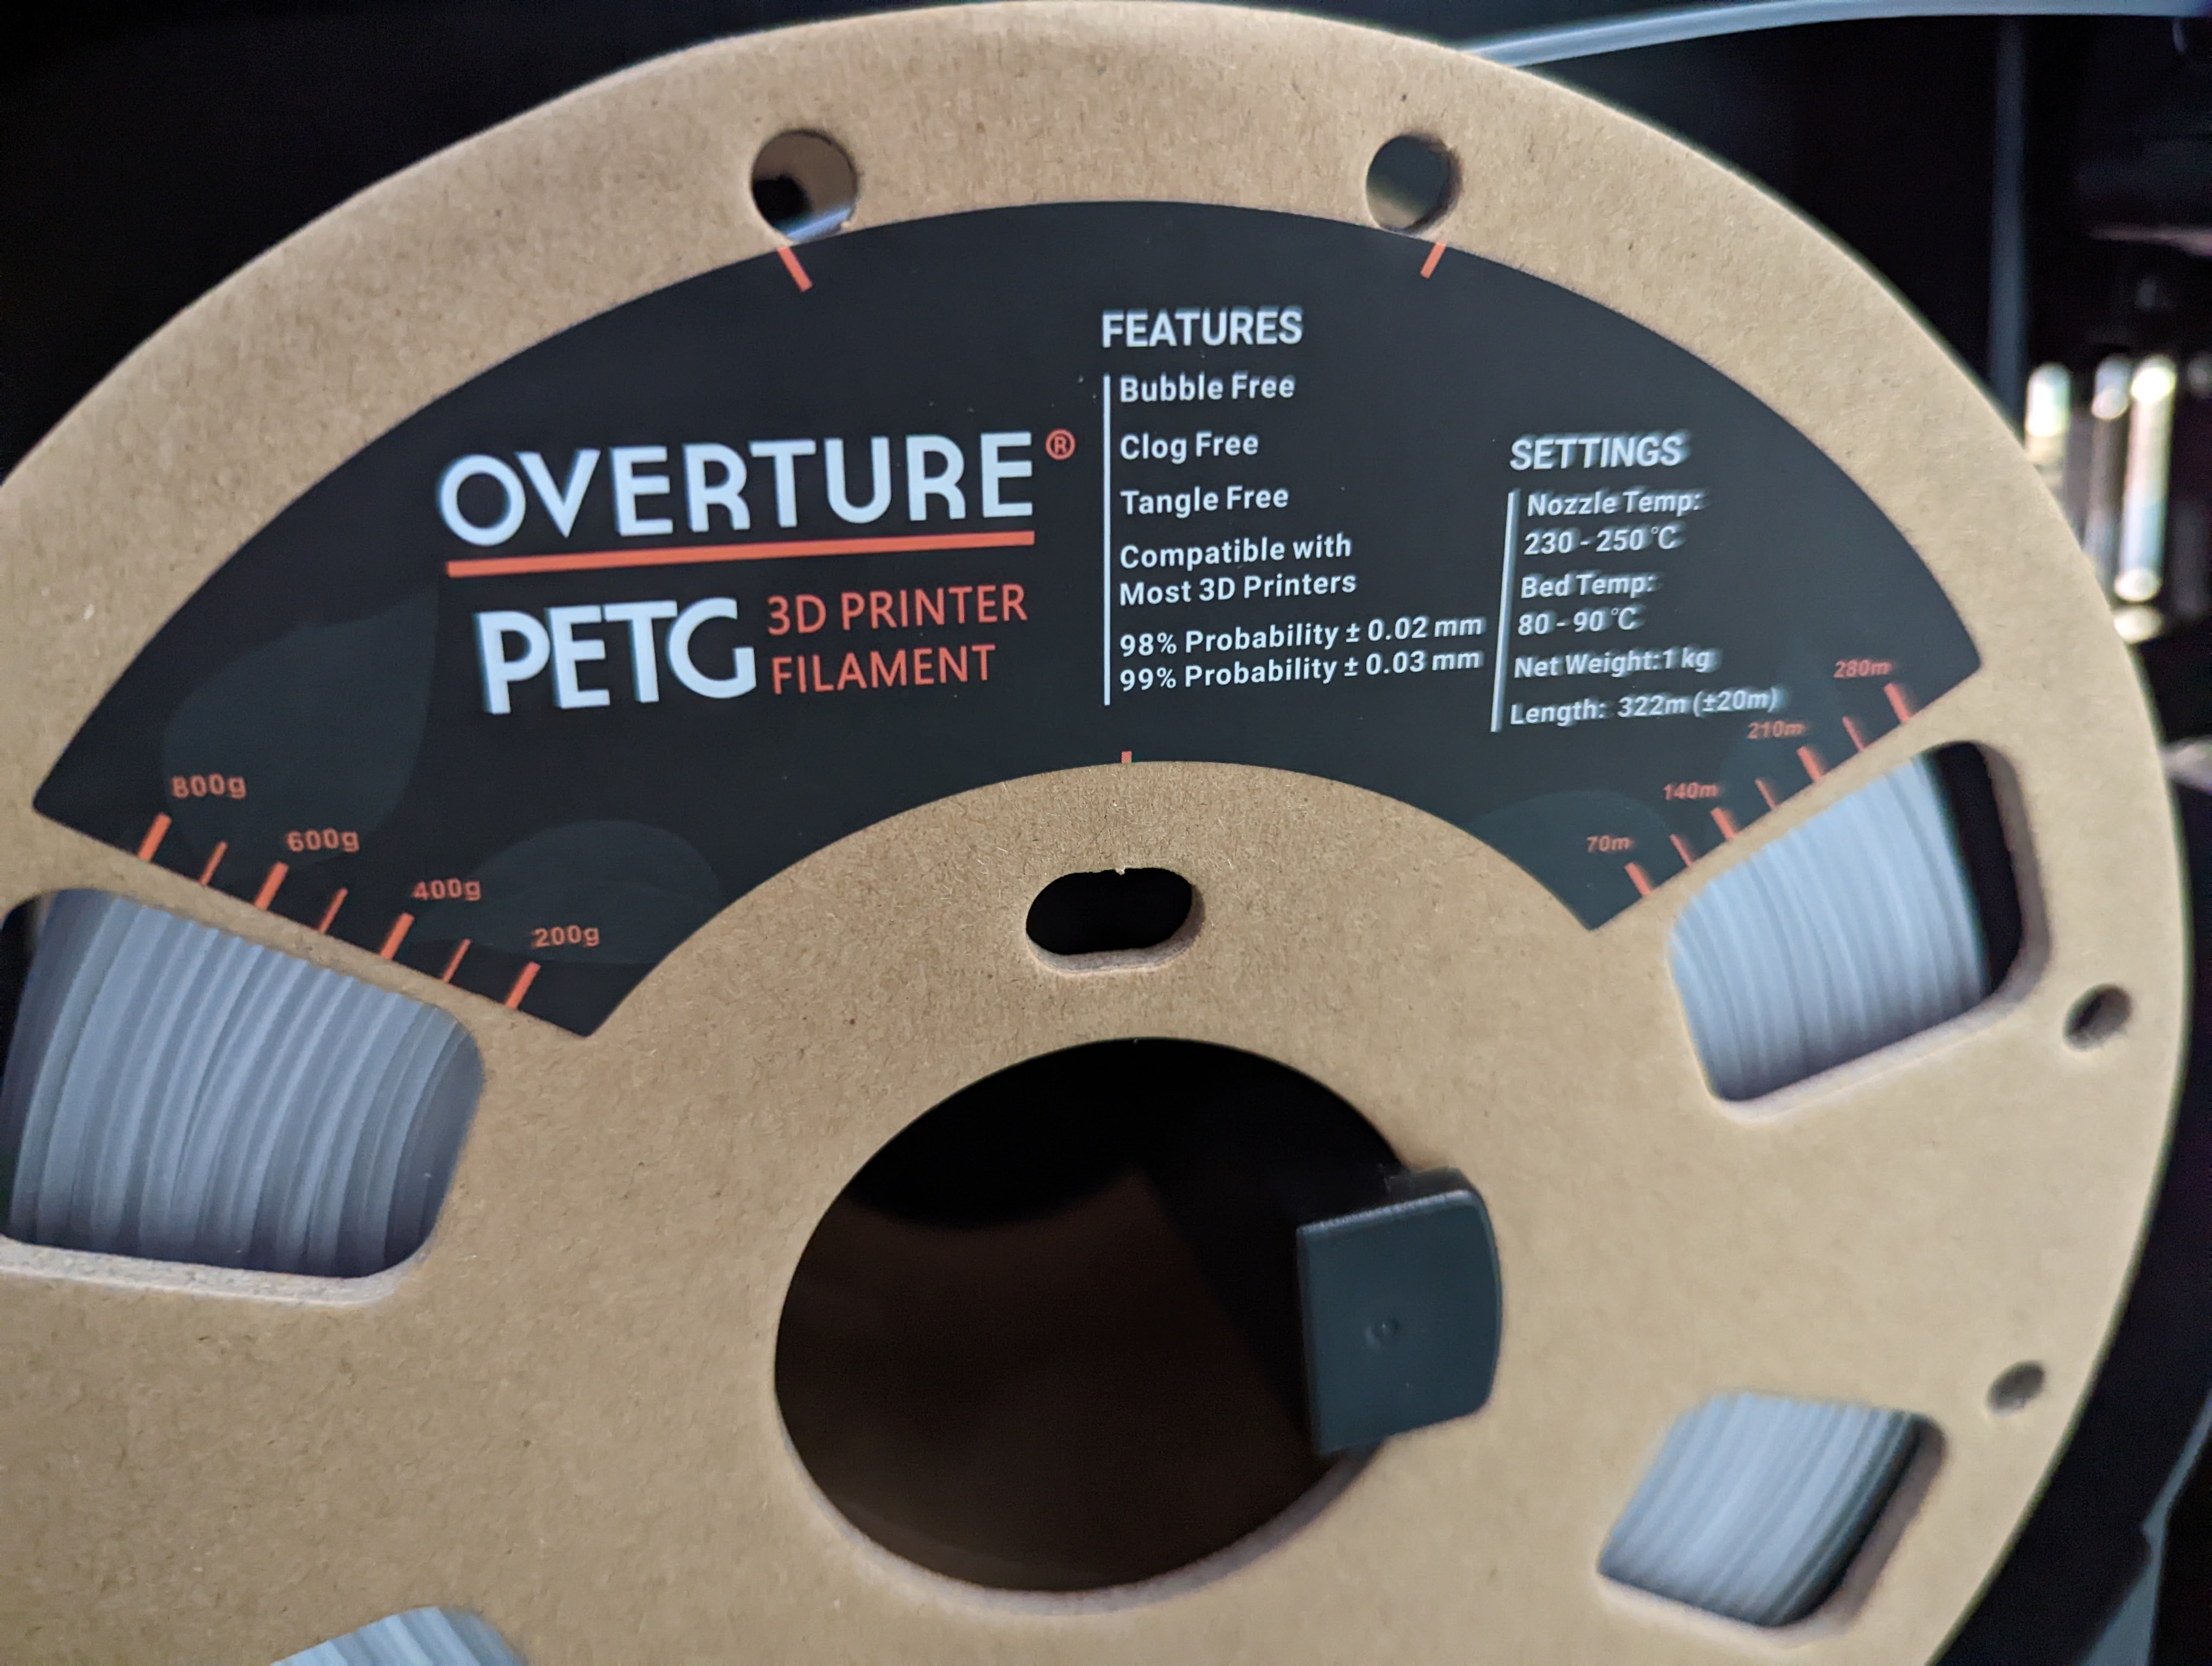 OVERTURE®
PETG 3D PRINTER
FILAMENT
FEATURES
Bubble Free
Clog Free
Tangle Free
Compatible with
Most 3D Printers
98% Probability ± 0.02 mm
99% Probability ± 0.03 mm
SETTINGS
Nozzle Temp:
230 - 250 °C
Bed Temp:
80 - 90 °C
Net Weight:1 kg
Length: 322m (±20m)
800g
600g
400g
200g
280m
210m
140m
70m